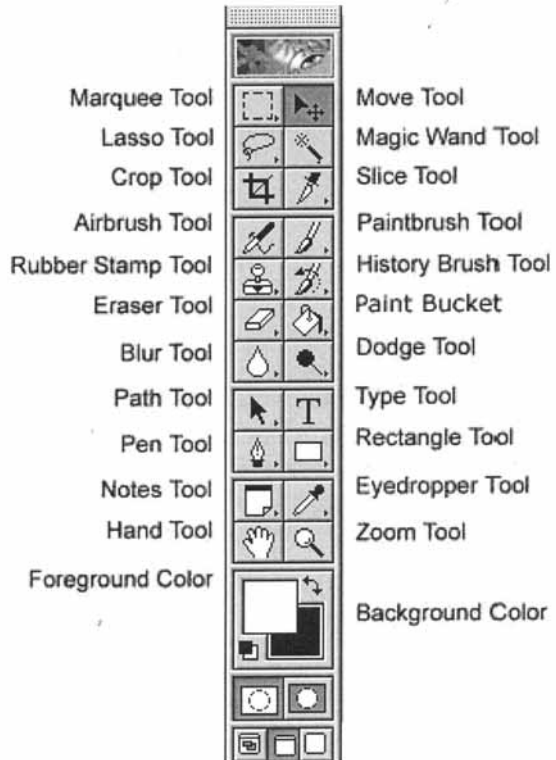 Marquee Tool
Move Tool
Lasso Tool
Magic Wand Tool
Crop Tool
Slice Tool
Airbrush Tool
Paintbrush Tool
Rubber Stamp Tool
History Brush Tool
Eraser Tool
Paint Bucket
Blur Tool
Dodge Tool
Path Tool
T
Type Tool
Pen Tool
Rectangle Tool
Notes Tool
Eyedropper Tool
Hand Tool
Zoom Tool
Foreground Color
Background Color